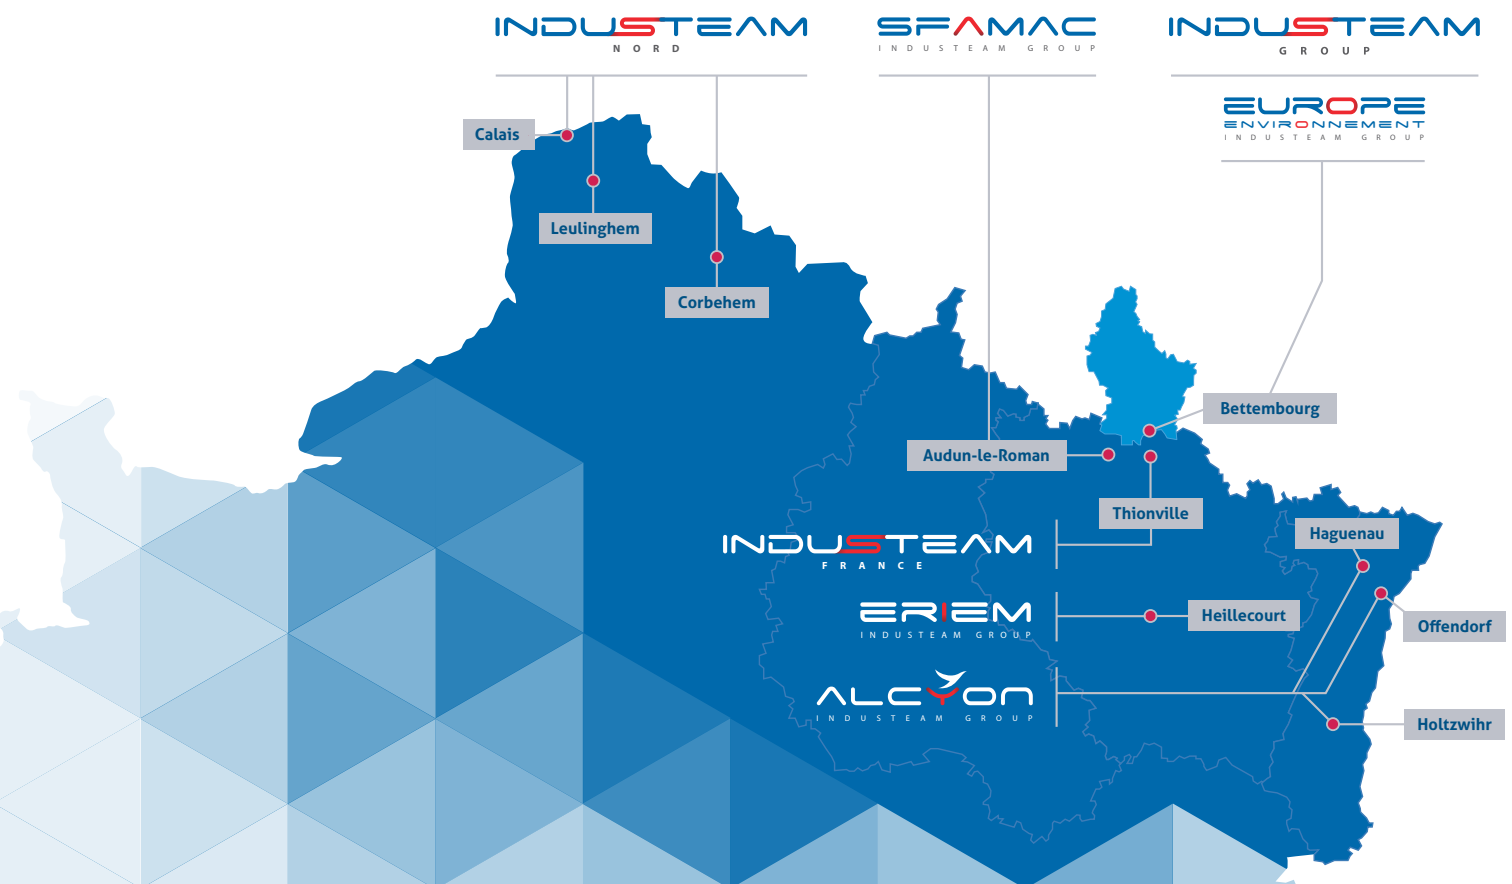 INDUSTEAM
NORD
SFAMAC
INDUSTEAM GROUP
INDUSTEAM
GROUP
EUROPE
ENVIRONNEMENT
INDUSTEAM GROUP
Calais
Leulinghem
Corbehem
Bettembourg
Audun-le-Roman
Thionville
Haguenau
INDUSTEAM
FRANCE
ERIEM
INDUSTEAM GROUP
Heillecourt
Offendorf
ALCYON
INDUSTEAM GROUP
Holtzwihr